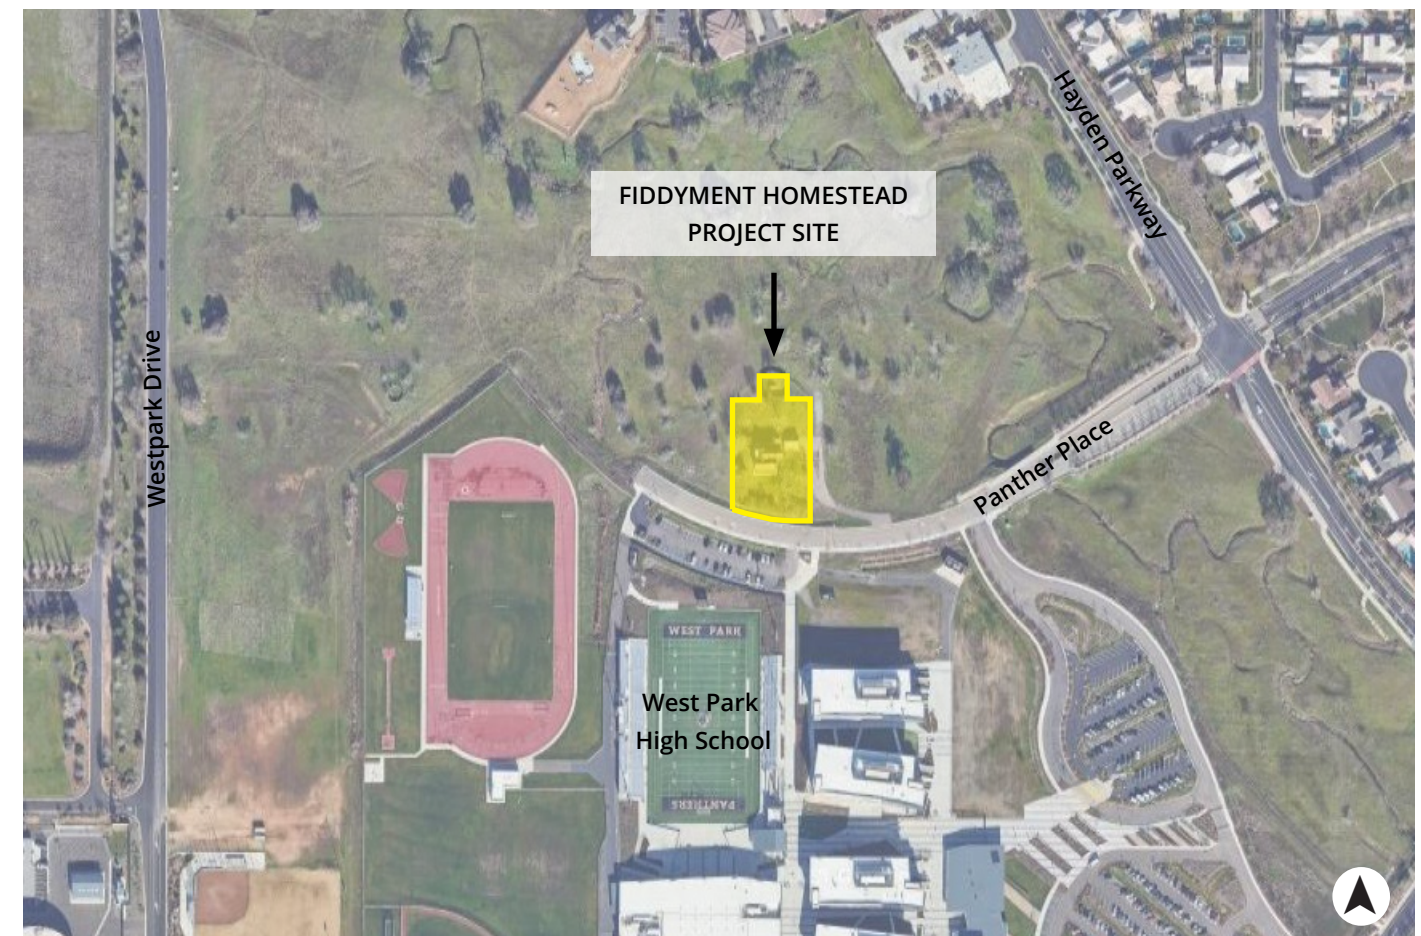 Hayden Parkway
FIDDYMENT HOMESTEAD
PROJECT SITE
Westpark Drive
Panther Place
WEST PARK
West Park
High School
PANTHERS